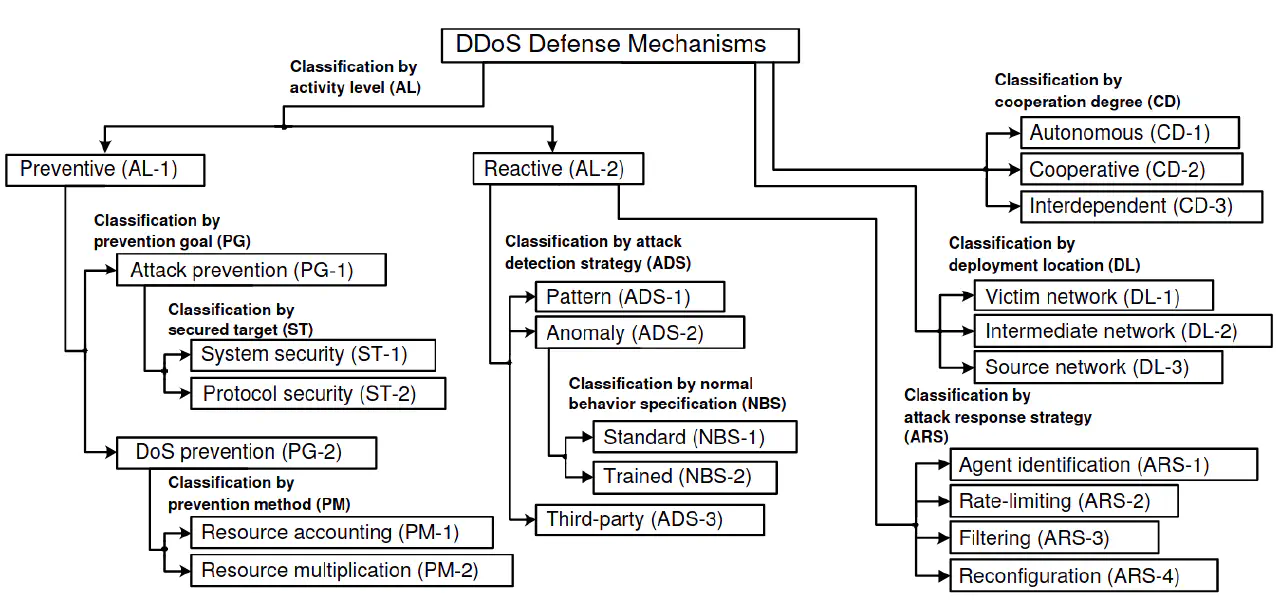 DDoS Defense Mechanisms
Classification by
activity level (AL)
Preventive (AL-1)
Classification by
prevention goal (PG)
Attack prevention (PG-1)
Classification by
secured target (ST)
System security (ST-1)
Protocol security (ST-2)
DoS prevention (PG-2)
Classification by
prevention method (PM)
Resource accounting (PM-1)
Resource multiplication (PM-2)
Reactive (AL-2)
Classification by attack
detection strategy (ADS)
Pattern (ADS-1)
Anomaly (ADS-2)
Classification by normal
behavior specification (NBS)
Standard (NBS-1)
Trained (NBS-2)
Third-party (ADS-3)
Classification by
cooperation degree (CD)
Autonomous (CD-1)
Cooperative (CD-2)
Interdependent (CD-3)
Classification by
deployment location (DL)
Victim network (DL-1)
Intermediate network (DL-2)
Source network (DL-3)
Classification by
attack response strategy
(ARS)
Agent identification (ARS-1)
Rate-limiting (ARS-2)
Filtering (ARS-3)
Reconfiguration (ARS-4)